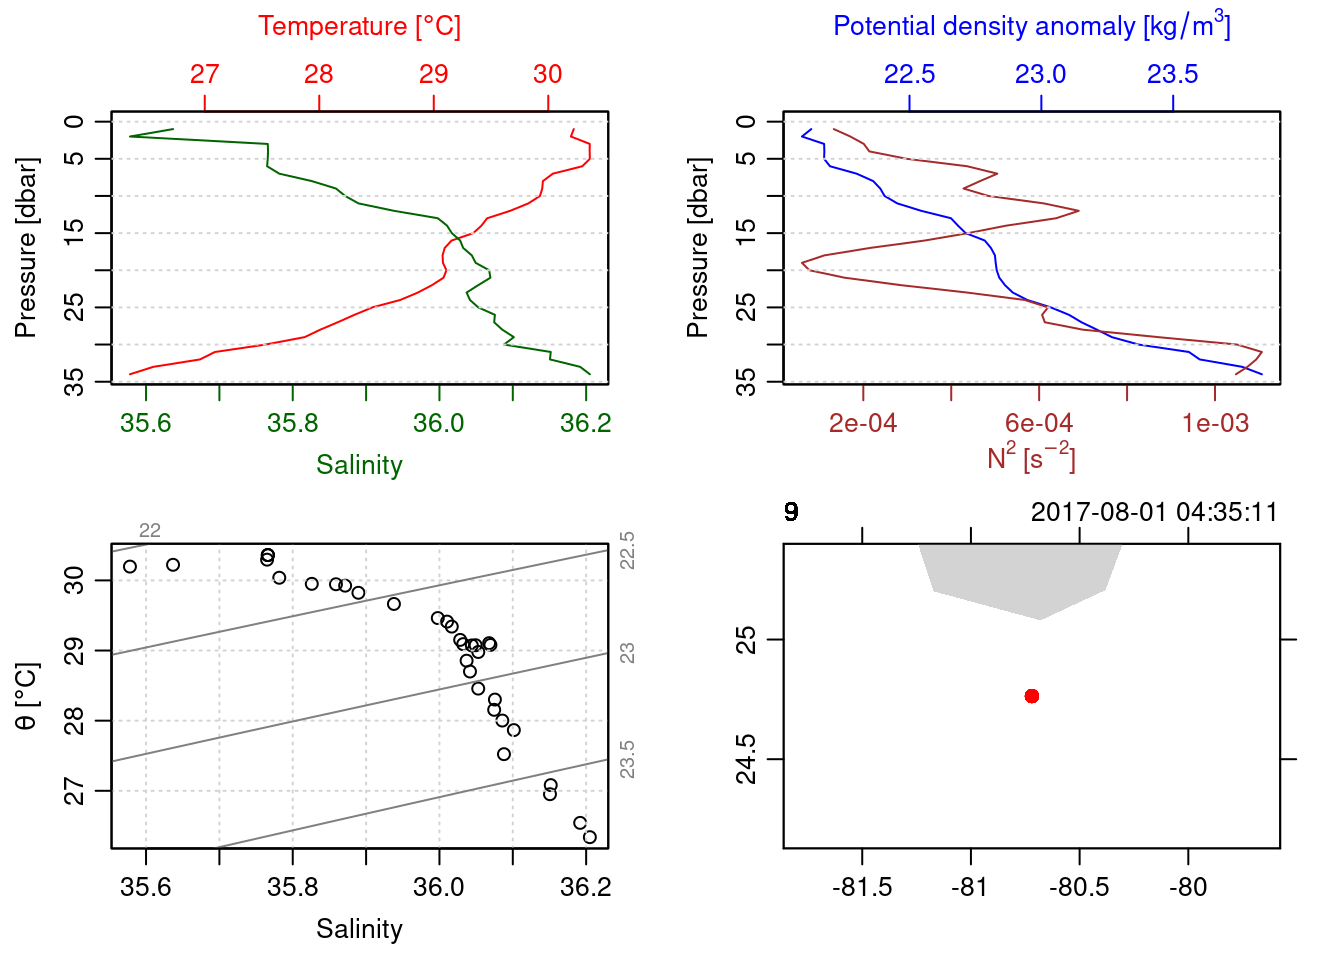 Temperature [°C]
27 28 29 30
0
5
15
25
35
Pressure [dbar]
35.6 35.8 36.0 36.2
Salinity
Potential density anomaly [kg/m³]
22.5 23.0 23.5
0
5
15
25
35
Pressure [dbar]
2e-04 6e-04 1e-03
N² [s⁻²]
22
22.5
23
23.5
30
29
28
27
θ [°C]
35.6 35.8 36.0 36.2
Salinity
2017-08-01 04:35:11
25
24.5
-81.5 -81 -80.5 -80